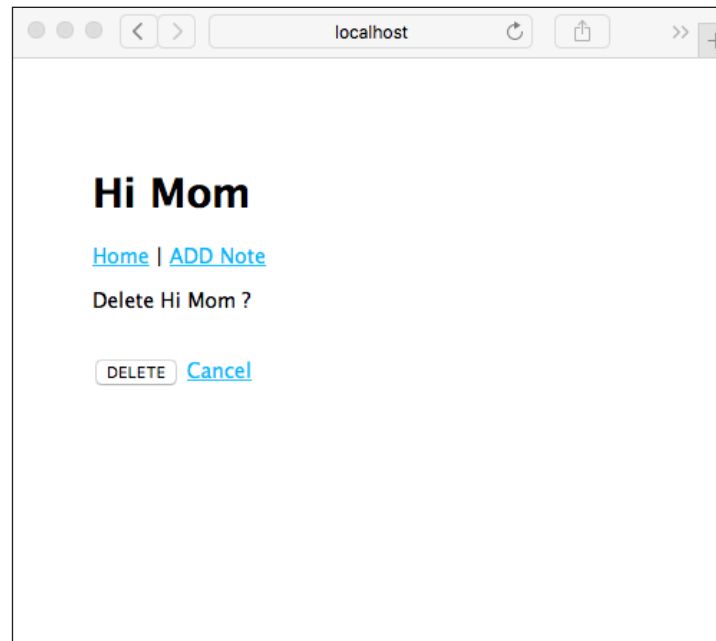 localhost
Hi Mom
Home | ADD Note
Delete Hi Mom ?
DELETE Cancel